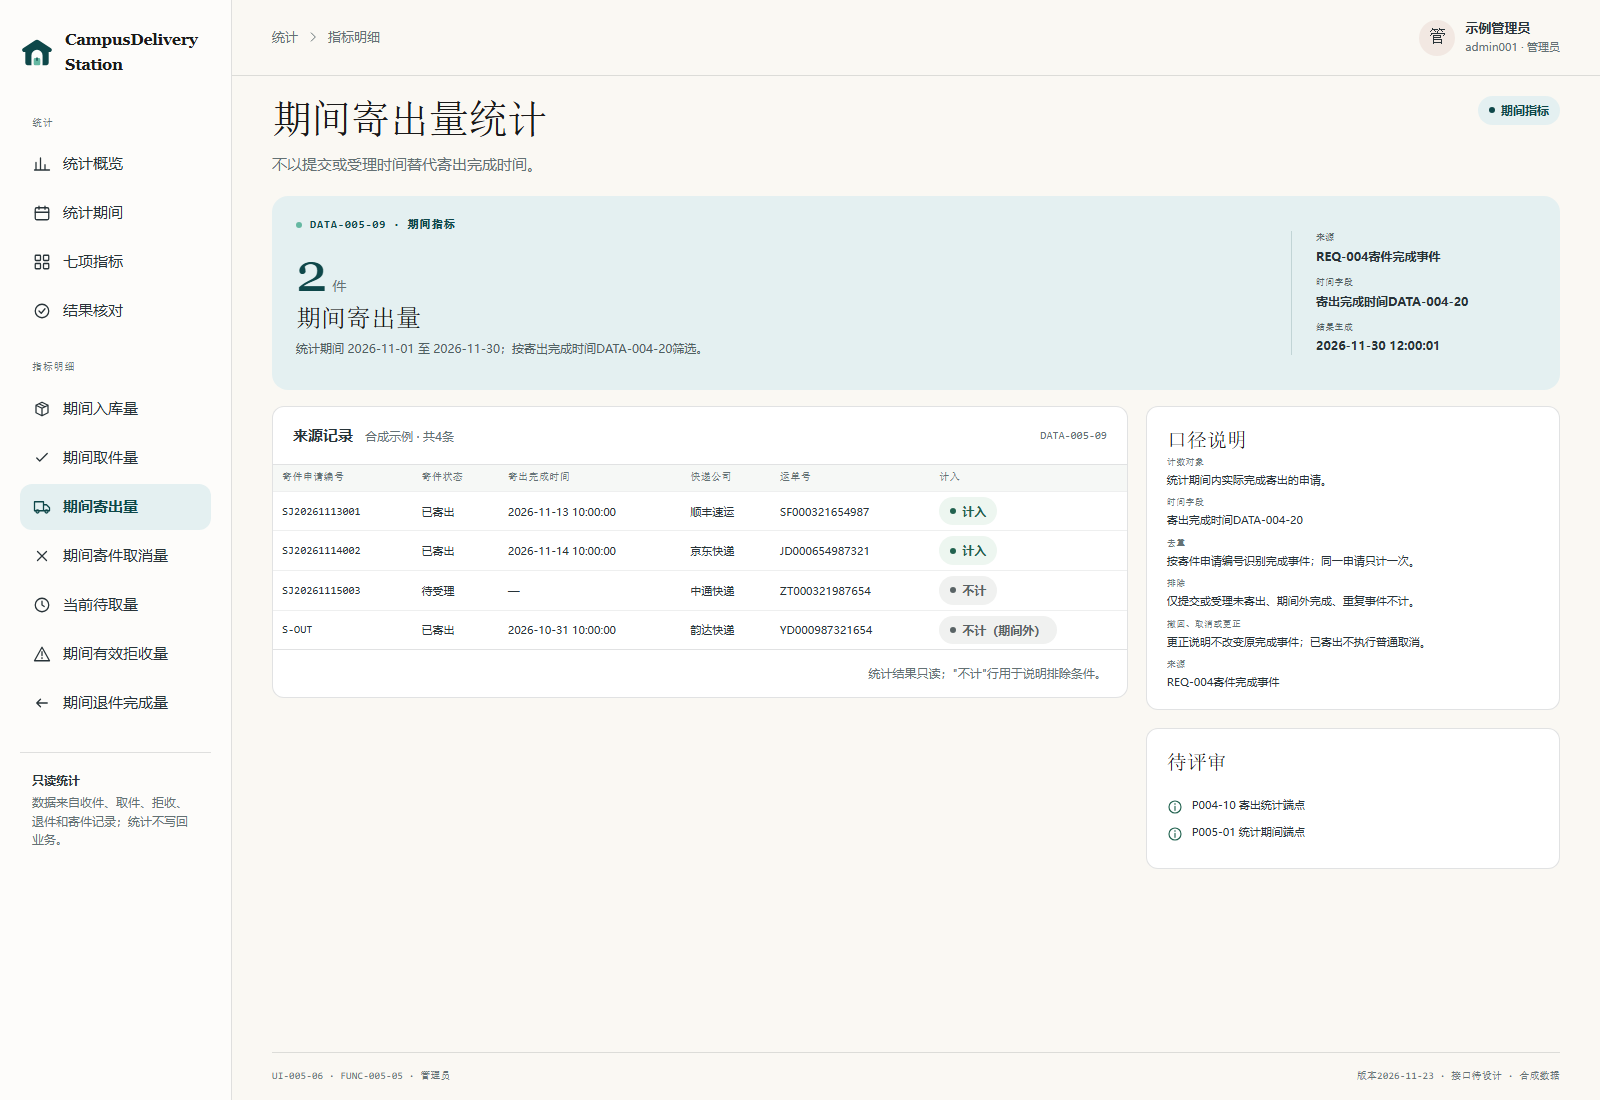 CampusDelivery
Station
统计
统计概览
统计期间
七项指标
结果核对
指标明细
期间入库量
期间取件量
期间寄出量
期间寄件取消量
当前待取量
期间有效拒收量
期间退件完成量
只读统计
数据来自收件、取件、拒收、
退件和寄件记录；统计不写回
业务。
统计 > 指标明细
管
示例管理员
admin001 · 管理员
期间寄出量统计
期间指标
不以提交或受理时间替代寄出完成时间。
DATA-005-09 · 期间指标
2 件
期间寄出量
统计期间 2026-11-01 至 2026-11-30；按寄出完成时间DATA-004-20筛选。
来源
REQ-004寄件完成事件
时间字段
寄出完成时间DATA-004-20
结果生成
2026-11-30 12:00:01
来源记录 合成示例 · 共4条 DATA-005-09
寄件申请编号 寄件状态 寄出完成时间 快递公司 运单号 计入
SJ20261113001 已寄出 2026-11-13 10:00:00 顺丰速运 SF000321654987 计入
SJ20261114002 已寄出 2026-11-14 10:00:00 京东快递 JD000654987321 计入
SJ20261115003 待受理 — 中通快递 ZT000321987654 不计
S-OUT 已寄出 2026-10-31 10:00:00 韵达快递 YD000987321654 不计（期间外）
统计结果只读；"不计"行用于说明排除条件。
口径说明
计数对象
统计期间内实际完成寄出的申请。
时间字段
寄出完成时间DATA-004-20
去重
按寄件申请编号识别完成事件；同一申请只计一次。
排除
仅提交或受理未寄出、期间外完成、重复事件不计。
撤回、取消或更正
更正说明不改变原完成事件；已寄出不执行普通取消。
来源
REQ-004寄件完成事件
待评审
P004-10 寄出统计端点
P005-01 统计期间端点
UI-005-06 · FUNC-005-05 · 管理员
版本2026-11-23 · 接口待设计 · 合成数据